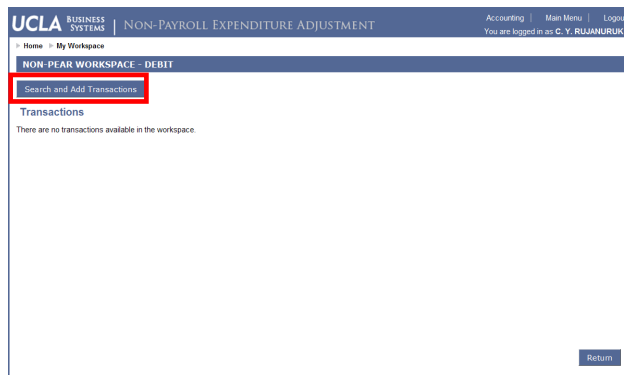 UCLA BUSINESS SYSTEMS | NON-PAYROLL EXPENDITURE ADJUSTMENT
Accounting | Main Menu | Logou
You are logged in as C. Y. RUJANURUK
Home My Workspace
NON-PEAR WORKSPACE - DEBIT
Search and Add Transactions
Transactions
There are no transactions available in the workspace.
Return